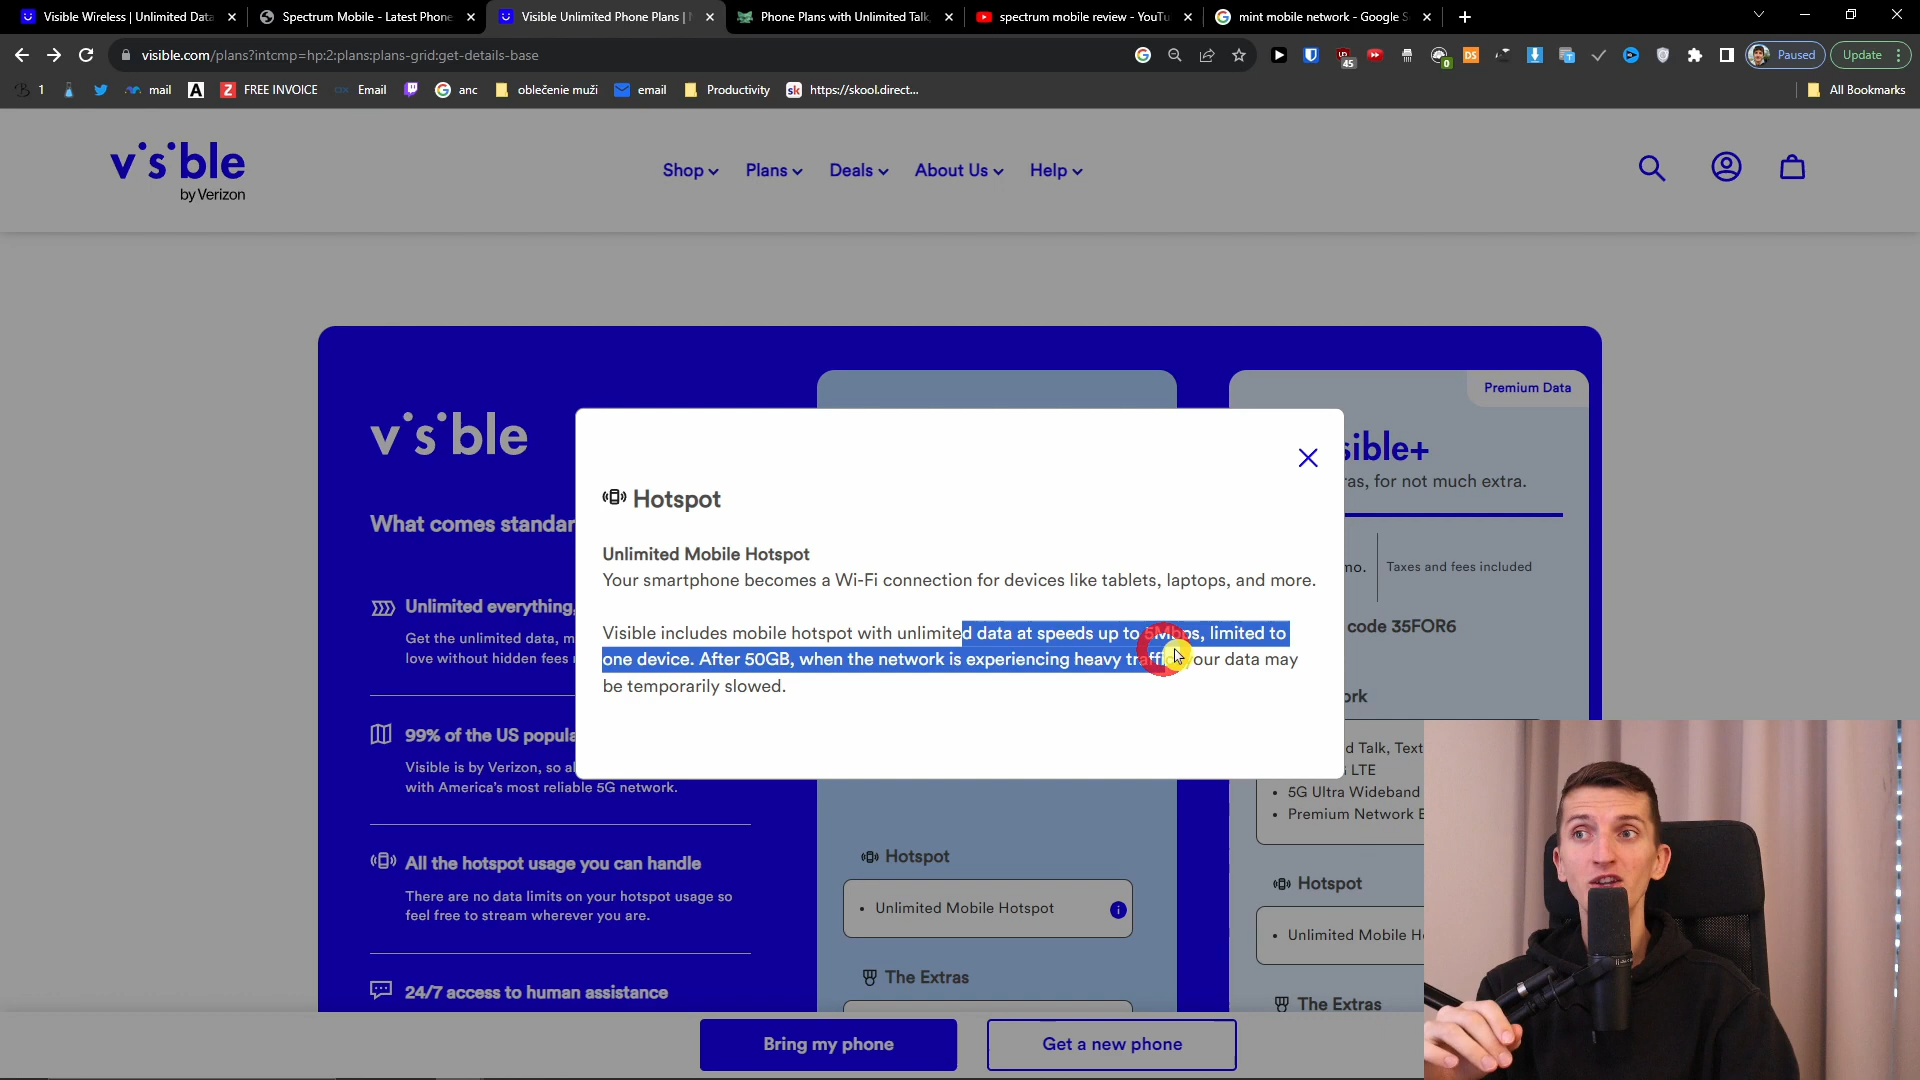 Visible Wireless | Unlimited Data
Spectrum Mobile - Latest Phone
Visible Unlimited Phone Plans |
Phone Plans with Unlimited Talk,
spectrum mobile review - YouTu
mint mobile network - Google S
visible.com/plans?intcmp=hp:2:plans:plans-grid:get-details-base
45
0
DS
Paused
Update
1
mail
FREE INVOICE
Email
anc
oblečenie muži
email
Productivity
sk
https://skool.direct...
All Bookmarks
visible
by Verizon
Shop
Plans
Deals
About Us
Help
Premium Data
visible
sible+
ras, for not much extra.
What comes standar
Hotspot
Unlimited Mobile Hotspot
Your smartphone becomes a Wi-Fi connection for devices like tablets, laptops, and more.
mo.
Taxes and fees included
Unlimited everything,
Get the unlimited data, m
love without hidden fees
Visible includes mobile hotspot with unlimited data at speeds up to 5Mbps, limited to
one device. After 50GB, when the network is experiencing heavy traffic your data may
be temporarily slowed.
code 35FOR6
ork
99% of the US popula
Visible is by Verizon, so al
with America's most reliable 5G network.
d Talk, Text
LTE
• 5G Ultra Wideband
• Premium Network E
All the hotspot usage you can handle
There are no data limits on your hotspot usage so
feel free to stream wherever you are.
Hotspot
• Unlimited Mobile Hotspot
i
Hotspot
• Unlimited Mobile H
The Extras
The Extras
24/7 access to human assistance
Bring my phone
Get a new phone